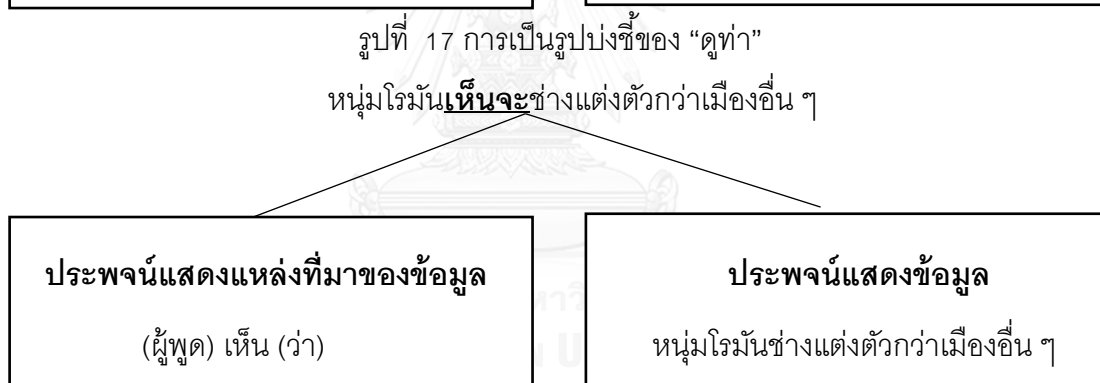 รูปที่ 17 การเป็นรูปบ่งชี้ของ “ดูท่า”
หนุ่มโรมันเห็นจะช่างแต่งตัวกว่าเมืองอื่น ๆ
ประพจน์แสดงแหล่งที่มาของข้อมูล
(ผู้พูด) เห็น (ว่า)
ประพจน์แสดงข้อมูล
หนุ่มโรมันช่างแต่งตัวกว่าเมืองอื่น ๆ